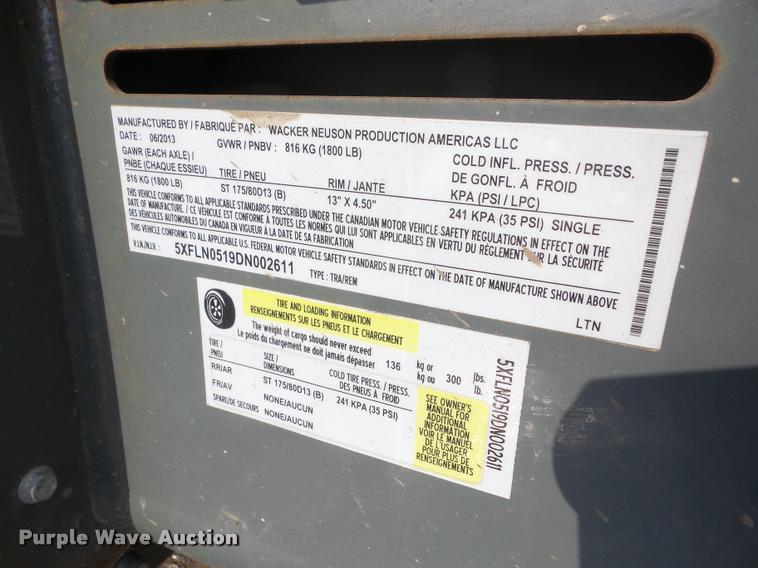 MANUFACTURED BY / FABRIQUÉ PAR : WACKER NEUSON PRODUCTION AMERICAS LLC
DATE : 06/2013 GVWR / PNBV : 816 KG (1800 LB)
GAWR (EACH AXLE) / COLD INFL. PRESS. / PRESS.
PNBE (CHAQUE ESSIEU) TIRE / PNEU RIM / JANTE DE GONFL. À FROID
KPA (PSI / LPC)
816 KG (1800 LB) ST 175/80D13 (B) 13" X 4.50" 241 KPA (35 PSI) SINGLE
THIS VEHICLE CONFORMS TO ALL APPLICABLE STANDARDS PRESCRIBED UNDER THE CANADIAN MOTOR VEHICLE SAFETY REGULATIONS IN EFFECT ON THE
DATE OF MANUFACTURE / CE VÉHICULE EST CONFORME À TOUTES LES NORMES QUI LUI SONT APPLICABLES EN VERTU DU RÈGLEMENT SUR LA SÉCURITÉ
DES VÉHICULES AUTOMOBILES DU CANADA EN VIGUEUR À LA DATE DE SA FABRICATION
THIS VEHICLE CONFORMS TO ALL APPLICABLE U.S. FEDERAL MOTOR VEHICLE SAFETY STANDARDS IN EFFECT ON THE DATE OF MANUFACTURE SHOWN ABOVE
V.I.N./N.I.V. : 5XFLN0519DN002611 TYPE : TRA/REM LTN
TIRE AND LOADING INFORMATION
RENSEIGNEMENTS SUR LES PNEUS ET LE CHARGEMENT
The weight of cargo should never exceed kg or lbs.
Le poids du chargement ne doit jamais dépasser 136 kg ou 300 lb.
TIRE / SIZE / COLD TIRE PRESS. / PRESS.
PNEU DIMENSIONS DES PNEUS À FROID
RR/AR ST 175/80D13 (B) 241 KPA (35 PSI)
FR/AV NONE/AUCUN
SPARE/DE SECOURS NONE/AUCUN
SEE OWNER'S
MANUAL FOR
ADDITIONAL
INFORMATION
VOIR LE MANUEL
DE L'USAGER
POUR PLUS DE
RENSEIGNEMENTS
5XFLN0519DN002611
Purple Wave Auction